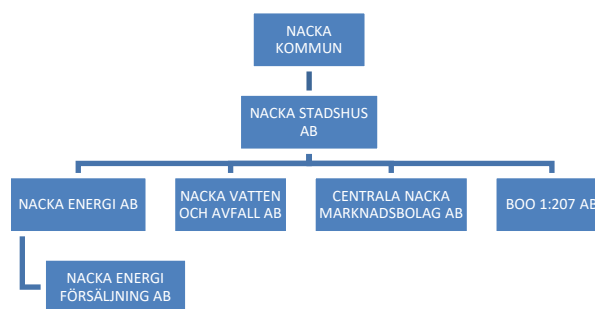 NACKA
KOMMUN
NACKA STADSHUS
AB
NACKA ENERGI AB
NACKA VATTEN
OCH AVFALL AB
CENTRALA NACKA
MARKNADSBOLAG AB
BOO 1:207 AB
NACKA ENERGI
FÖRSÄLJNING AB